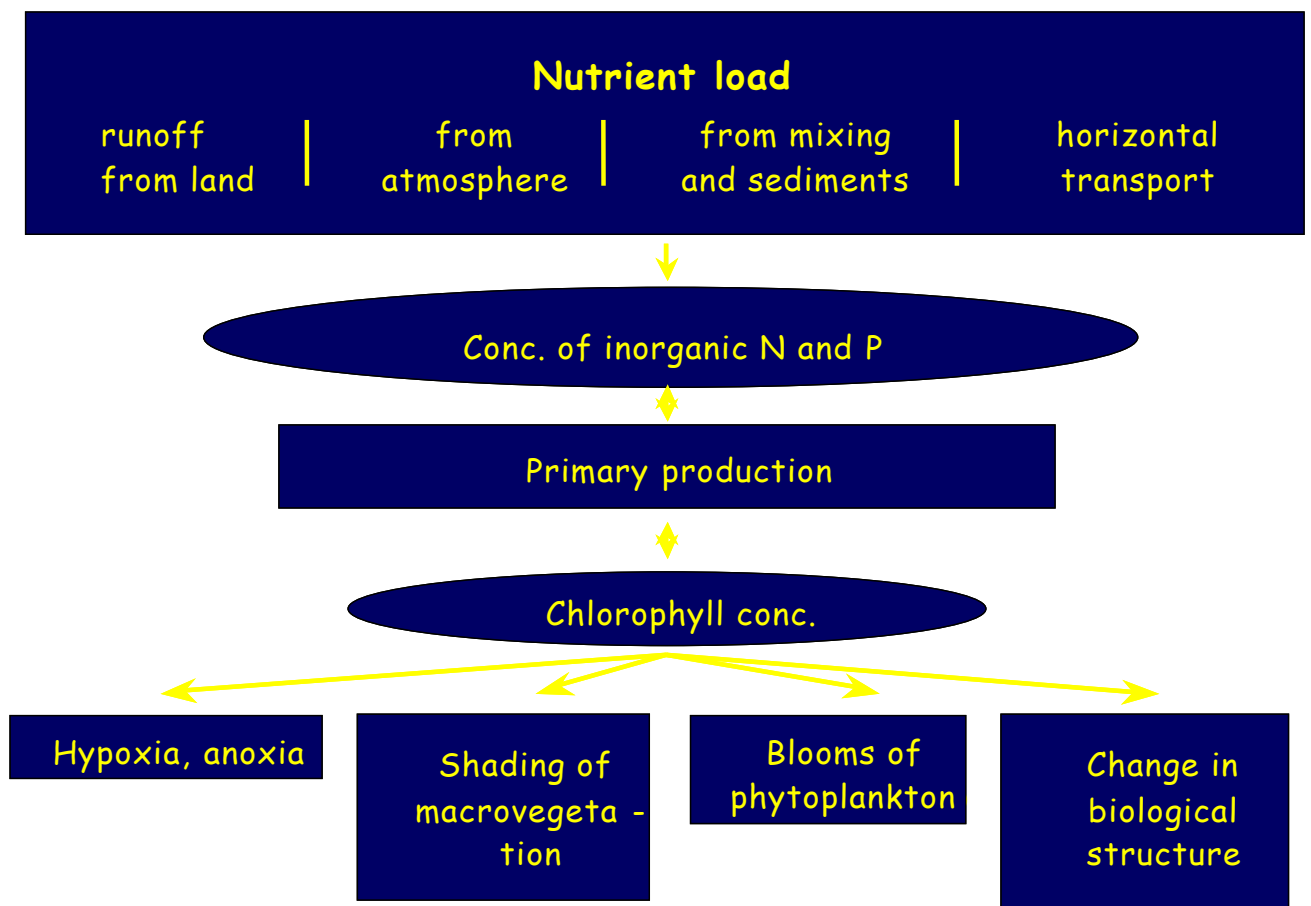 Nutrient load
runoff
from land
from
atmosphere
from mixing
and sediments
horizontal
transport
Conc. of inorganic N and P
Primary production
Chlorophyll conc.
Hypoxia, anoxia
Shading of
macrovegeta -
tion
Blooms of
phytoplankton
Change in
biological
structure